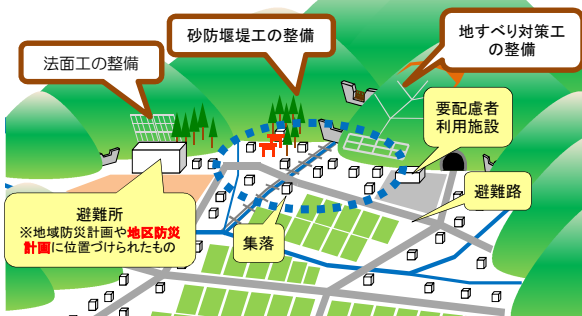 法面工の整備
砂防堰堤工の整備
地すべり対策工
の整備
要配慮者
利用施設
避難路
避難所
※地域防災計画や地区防災
計画に位置づけられたもの
集落